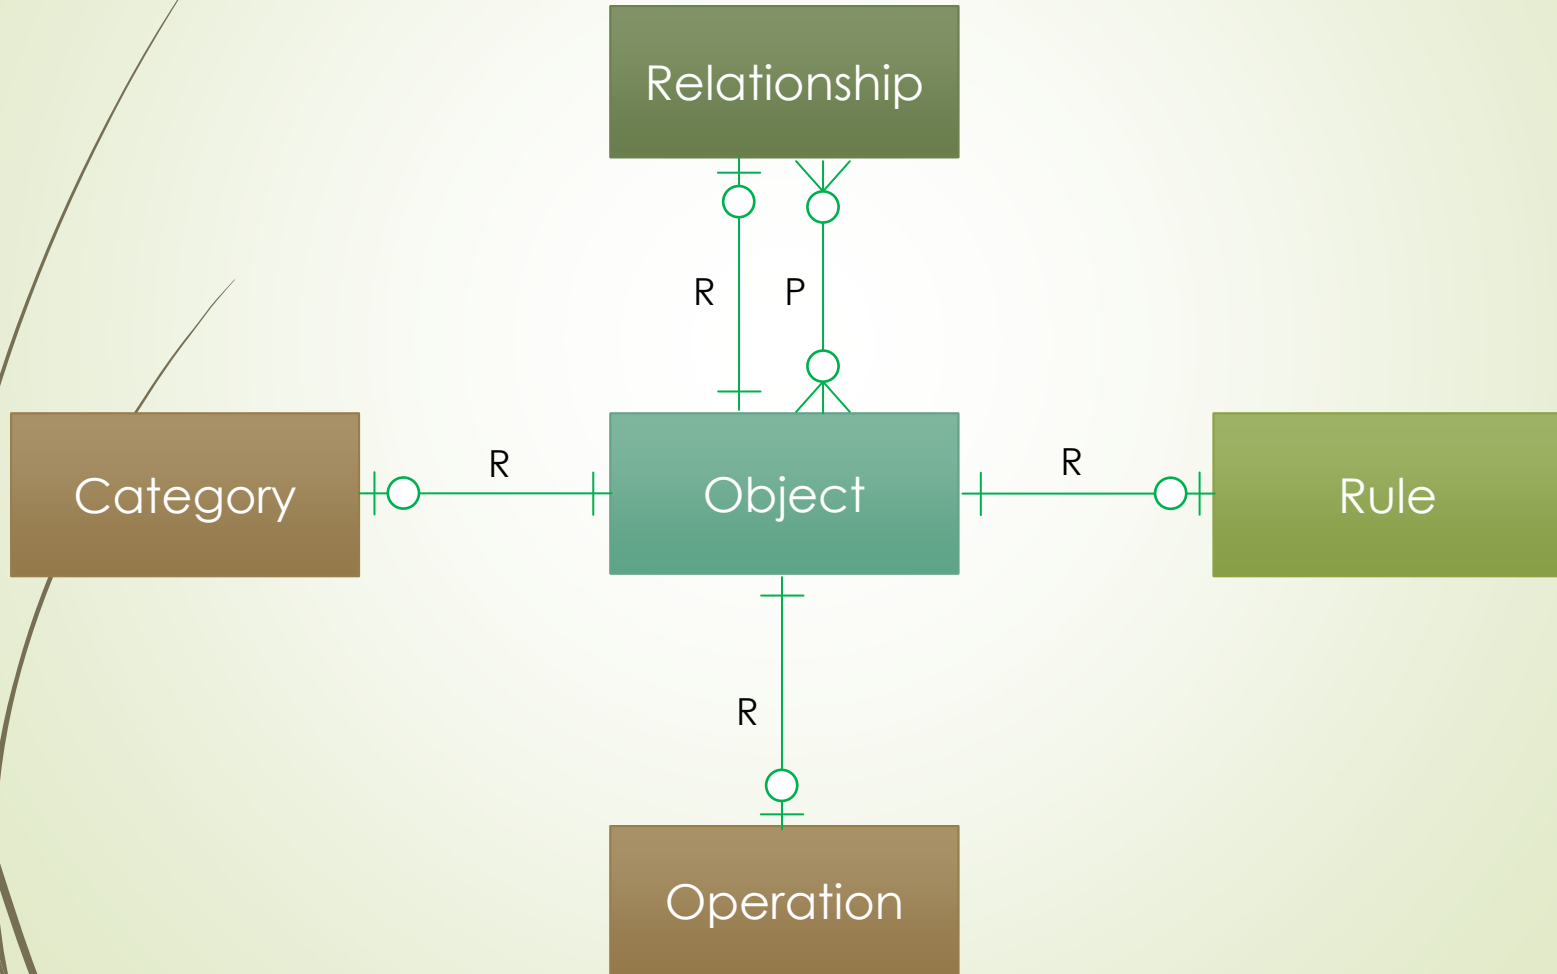 Relationship
R
P
Category
R
Object
R
Rule
R
Operation